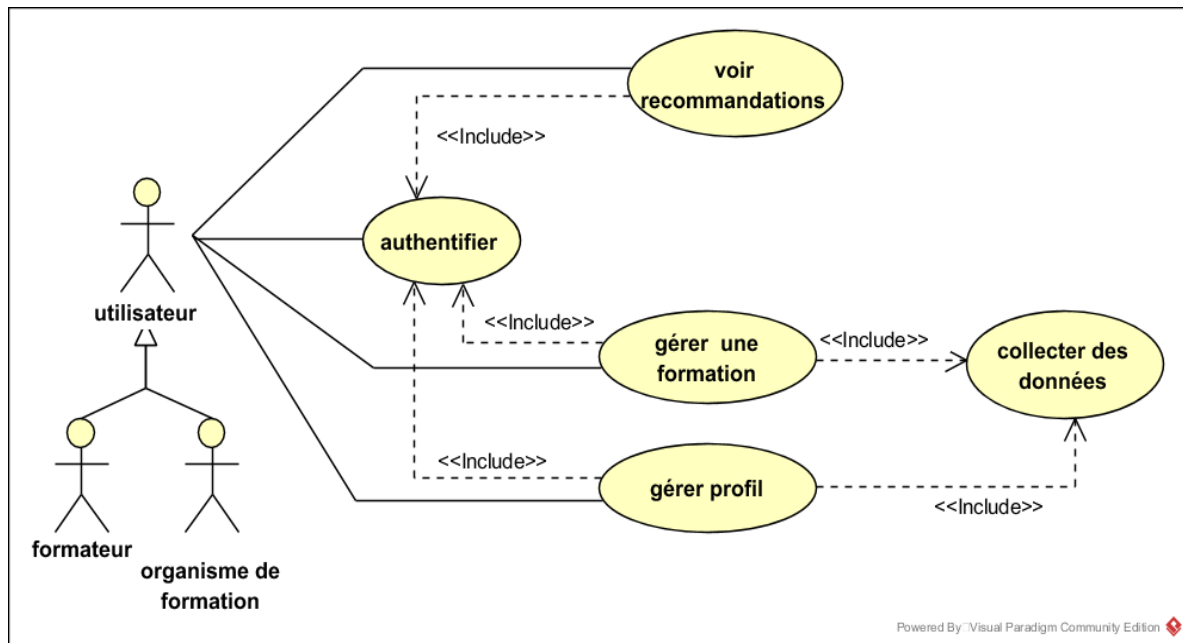 voir
recommandations
<<Include>>
authentifier
utilisateur
<<Include>>
gérer une
formation
<<Include>>
collecter des
données
<<Include>>
gérer profil
<<Include>>
formateur
organisme de
formation
Powered By Visual Paradigm Community Edition